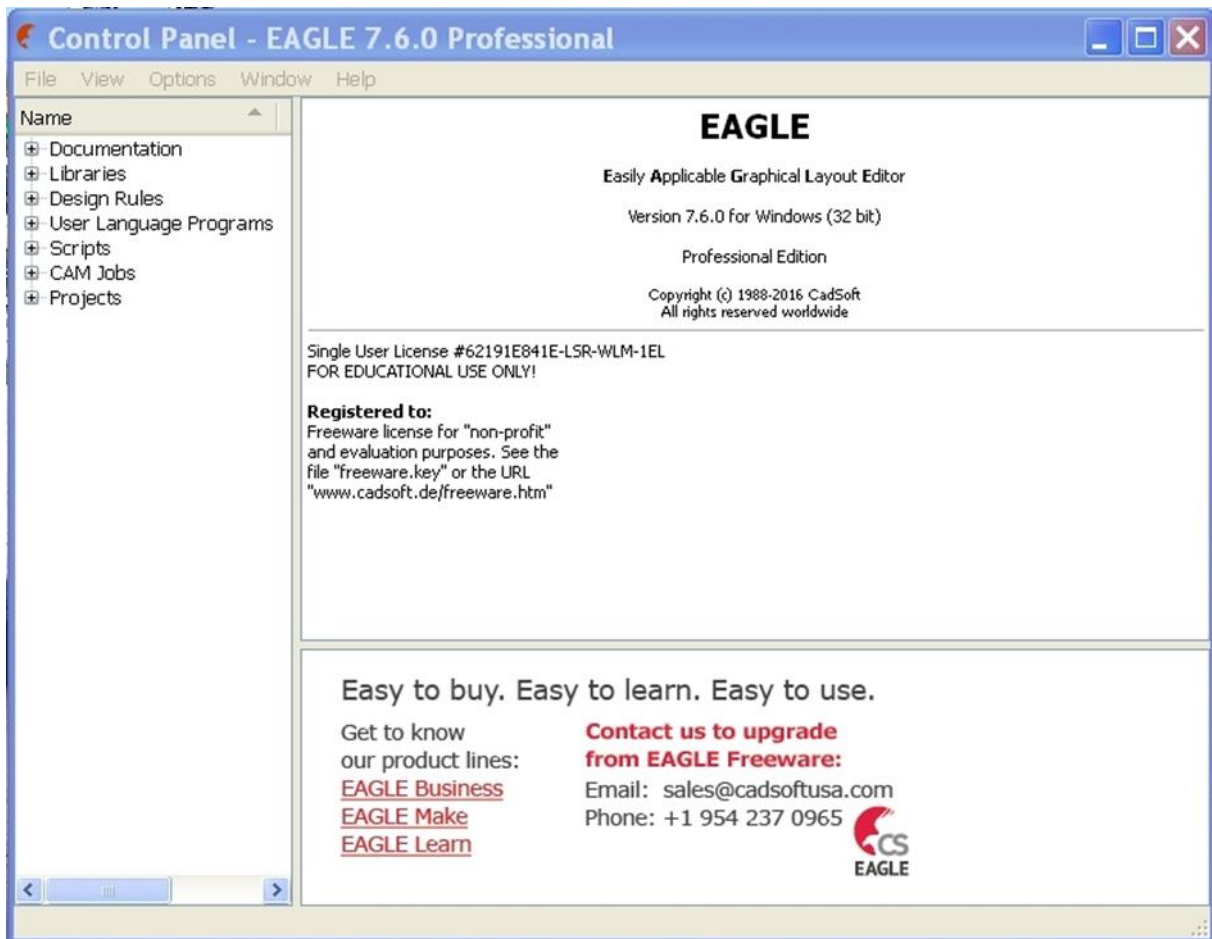 Control Panel - EAGLE 7.6.0 Professional
File View Options Window Help
Name
Documentation
Libraries
Design Rules
User Language Programs
Scripts
CAM Jobs
Projects
EAGLE
Easily Applicable Graphical Layout Editor
Version 7.6.0 for Windows (32 bit)
Professional Edition
Copyright (c) 1988-2016 CadSoft
All rights reserved worldwide
Single User License #62191E841E-LSR-WLM-1EL
FOR EDUCATIONAL USE ONLY!
Registered to:
Freeware license for "non-profit"
and evaluation purposes. See the
file "freeware.key" or the URL
"www.cadsoft.de/freeware.htm"
Easy to buy. Easy to learn. Easy to use.
Get to know
our product lines:
EAGLE Business
EAGLE Make
EAGLE Learn
Contact us to upgrade
from EAGLE Freeware:
Email: sales@cadsoftusa.com
Phone: +1 954 237 0965
CS
EAGLE